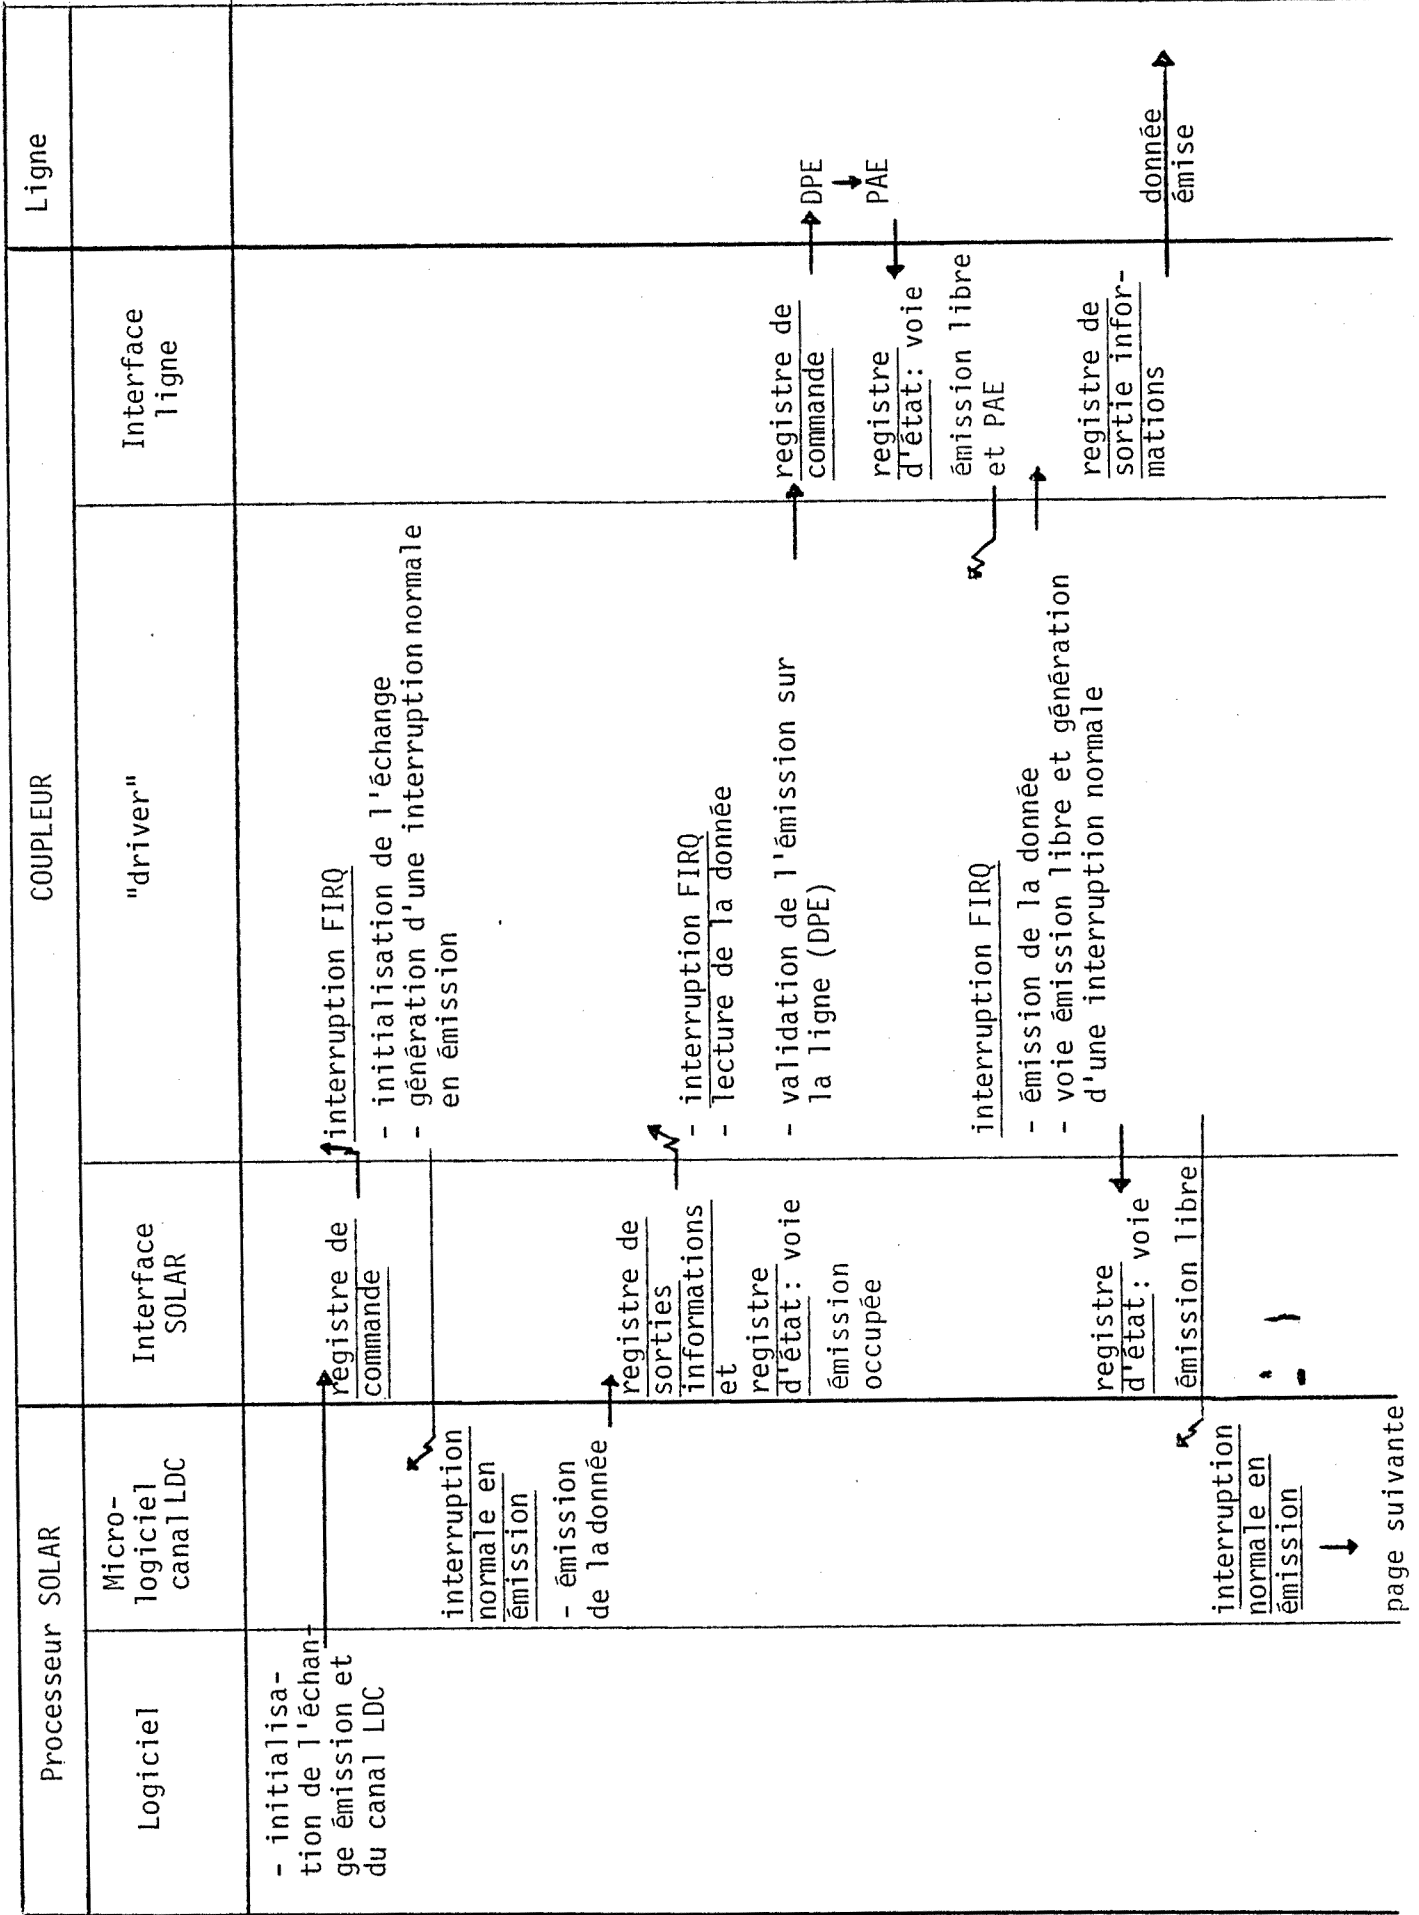 Processeur SOLAR
COUPLEUR
Ligne
Logiciel
Micro-
logiciel
canal LDC
Interface
SOLAR
"driver"
Interface
ligne
- initialisa-
tion de l'échan-
ge émission et
du canal LDC
registre de
commande
interruption FIRQ
- initialisation de l'échange
- génération d'une interruption normale
en émission
interruption
normale en
émission
- émission
de la donnée
registre de
sorties
informations
et
registre
d'état: voie
émission
occupée
- interruption FIRQ
- lecture de la donnée
- validation de l'émission sur
la ligne (DPE)
registre de
commande
DPE
PAE
registre
d'état: voie
émission libre
et PAE
interruption FIRQ
- émission de la donnée
- voie émission libre et génération
d'une interruption normale
registre de
sortie infor-
mations
donnée
émise
registre
d'état: voie
émission libre
interruption
normale en
émission
page suivante